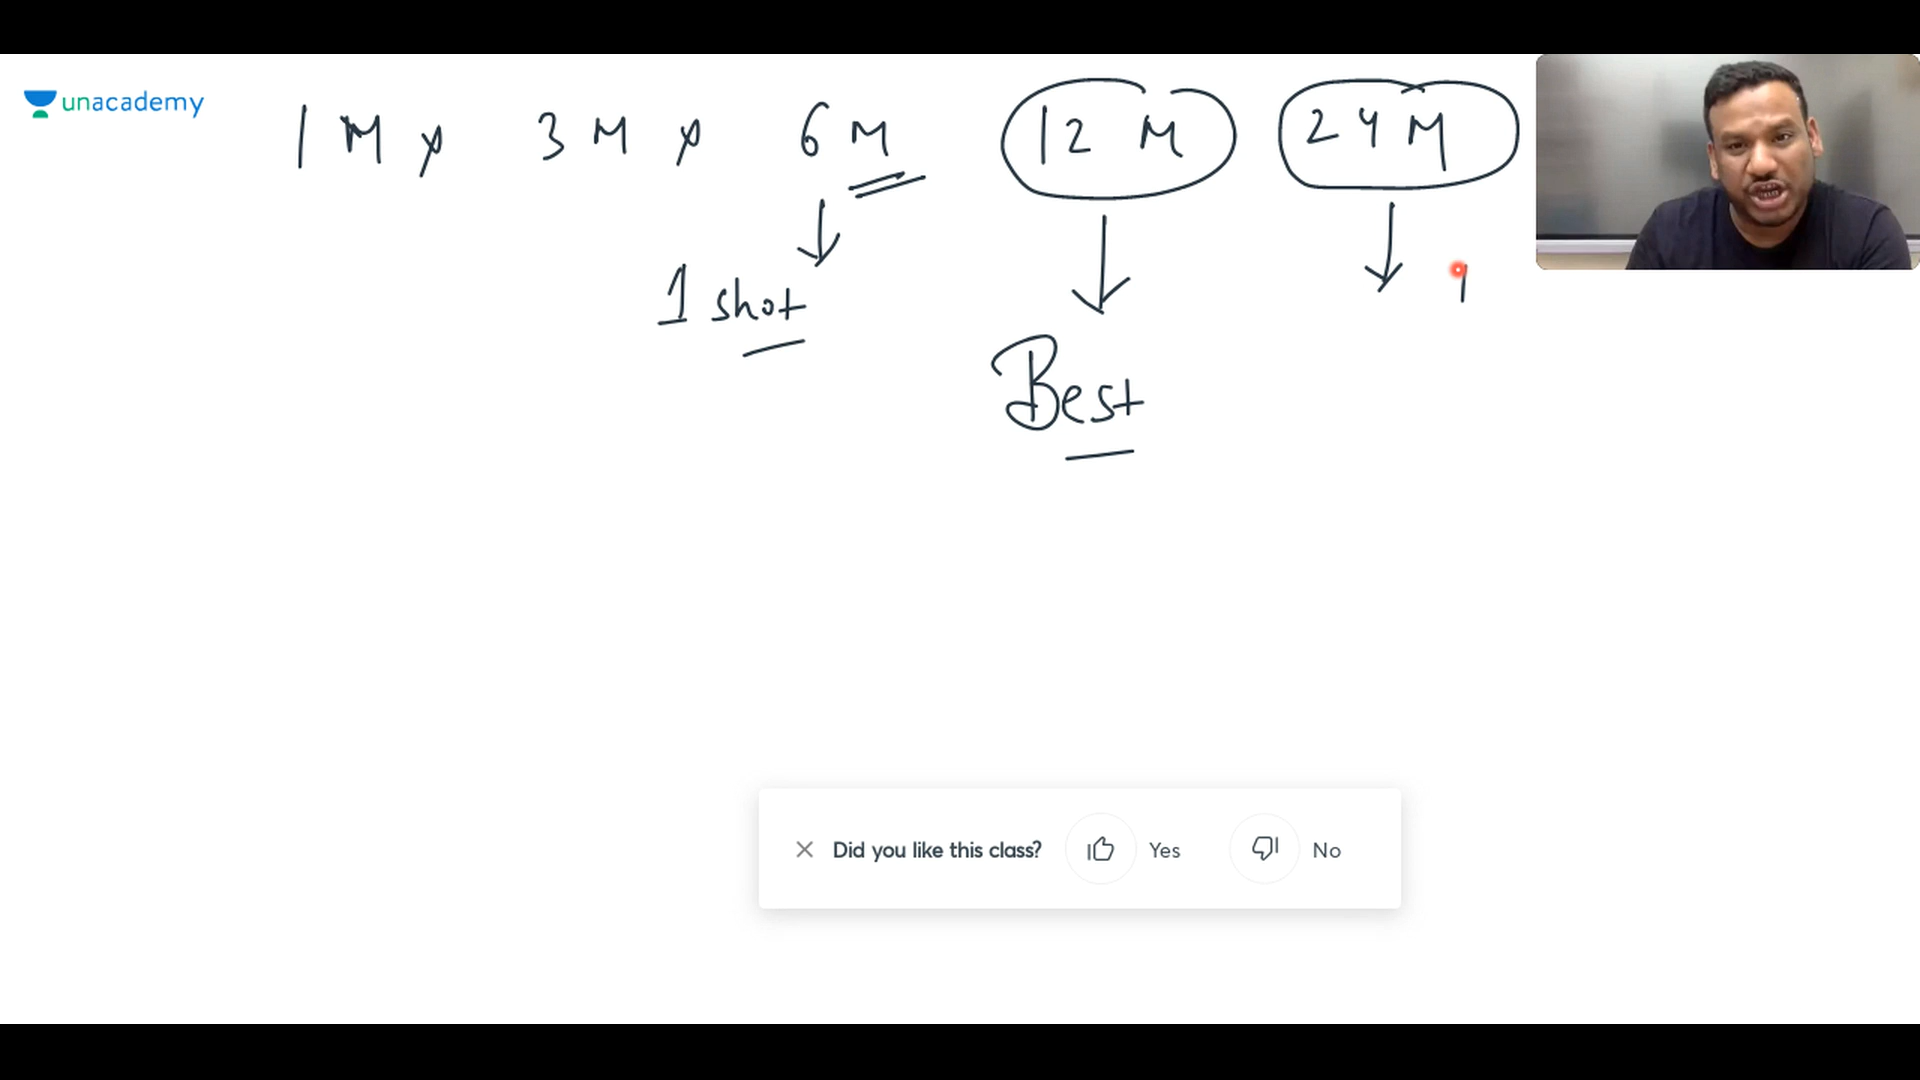 unacademy
1 M x 3 M x 6 M 12 M 24 M
1 shot
Best
Did you like this class? Yes No